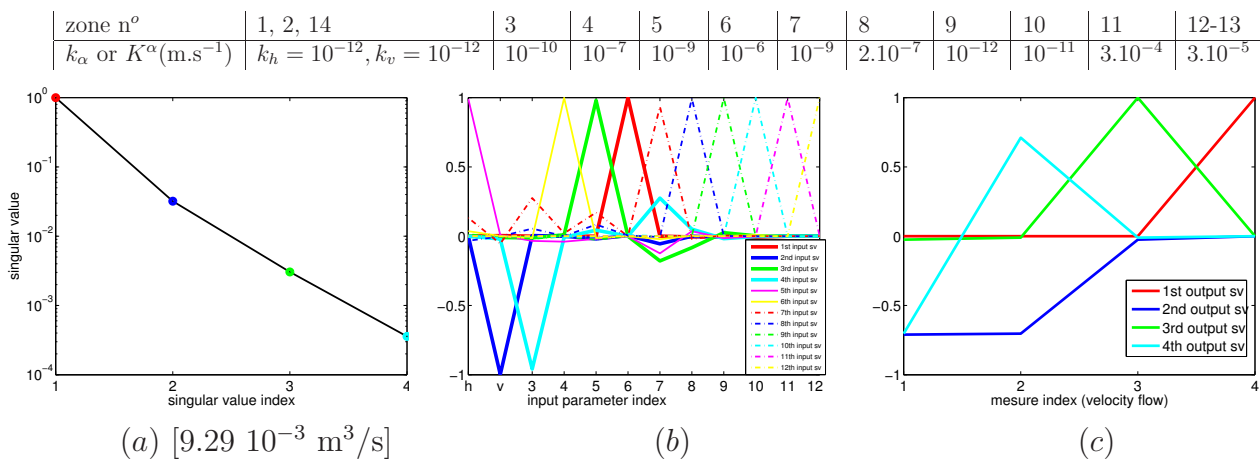 zone nº 1, 2, 14 3 4 5 6 7 8 9 10 11 12-13
kα or Kᵅ(m.s⁻¹) kₕ = 10⁻¹², kᵥ = 10⁻¹² 10⁻¹⁰ 10⁻⁷ 10⁻⁹ 10⁻⁶ 10⁻⁹ 2.10⁻⁷ 10⁻¹² 10⁻¹¹ 3.10⁻⁴ 3.10⁻⁵
10⁰
10⁻¹
10⁻²
10⁻³
10⁻⁴
singular value
1 2 3 4
singular value index
(a) [9.29 10⁻³ m³/s]
1
0.5
0
−0.5
−1
h v 3 4 5 6 7 8 9 10 11 12
input parameter index
1st input sv
2nd input sv
3rd input sv
4th input sv
5th input sv
6th input sv
7th input sv
8th input sv
9th input sv
10th input sv
11th input sv
12th input sv
(b)
1
0.5
0
−0.5
−1
1 2 3 4
mesure index (velocity flow)
1st output sv
2nd output sv
3rd output sv
4th output sv
(c)